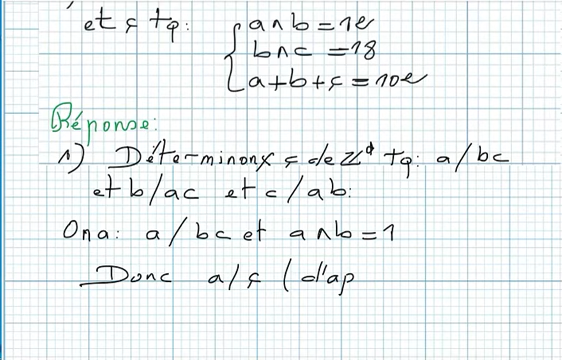 et c tq: { a∧b = 12
b∧c = 18
a+b+c = 102
Réponse:
1) Déterminons c de ℤ* tq: a/bc
et b/ac et c/ab.
On a: a/bc et a∧b = 1
Donc a/c (d'ap